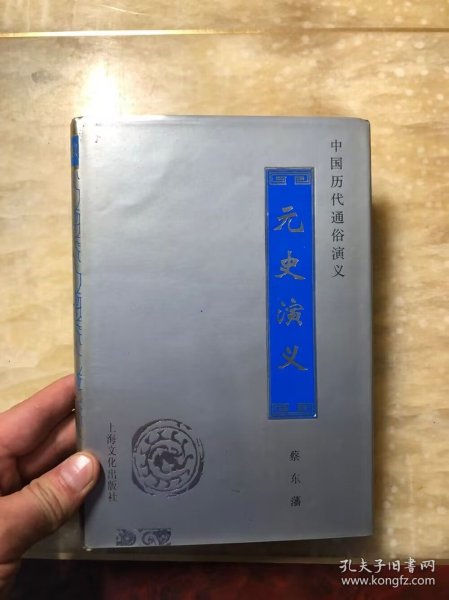 中国历代通俗演义
元史演义
蔡东藩
上海文化出版社
孔夫子旧书网
www.kongfz.com